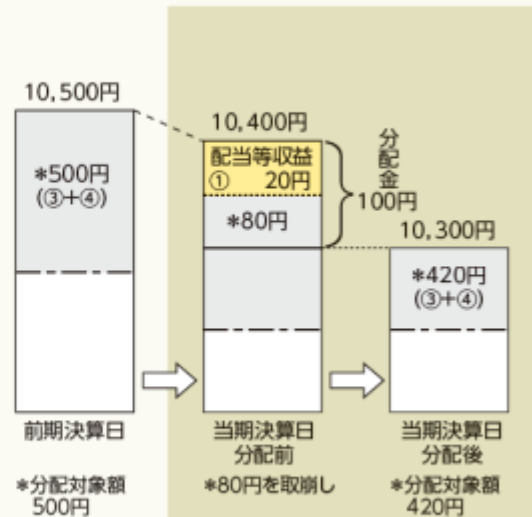 10,500円
*500円
(③+④)
前期決算日
*分配対象額
500円
10,400円
配当等収益
① 20円
*80円
分配金
100円
当期決算日
分配前
*80円を取崩し
10,300円
*420円
(③+④)
当期決算日
分配後
*分配対象額
420円